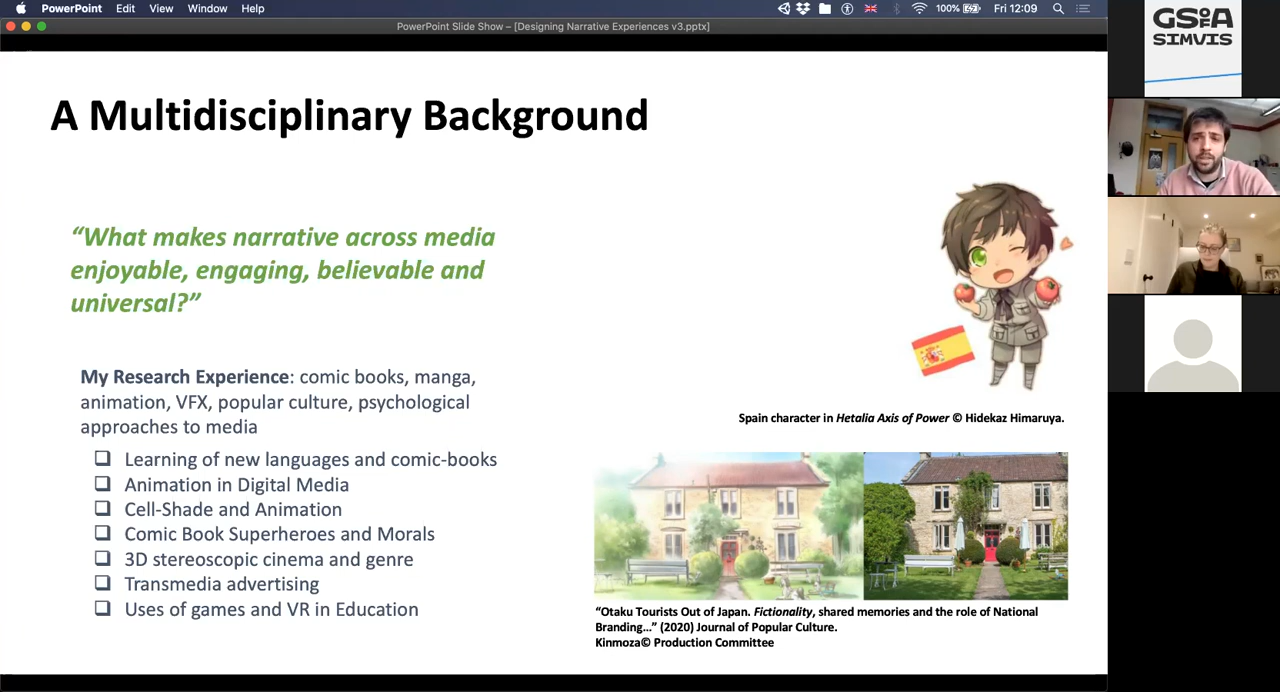 PowerPoint Edit View Window Help 100% Fri 12:09
PowerPoint Slide Show – [Designing Narrative Experiences v3.pptx]
GSofA
SIMVIS
A Multidisciplinary Background
“What makes narrative across media
enjoyable, engaging, believable and
universal?”
My Research Experience: comic books, manga,
animation, VFX, popular culture, psychological
approaches to media
Learning of new languages and comic-books
Animation in Digital Media
Cell-Shade and Animation
Comic Book Superheroes and Morals
3D stereoscopic cinema and genre
Transmedia advertising
Uses of games and VR in Education
Spain character in Hetalia Axis of Power © Hidekaz Himaruya.
“Otaku Tourists Out of Japan. Fictionality, shared memories and the role of National
Branding…” (2020) Journal of Popular Culture.
Kinmoza© Production Committee